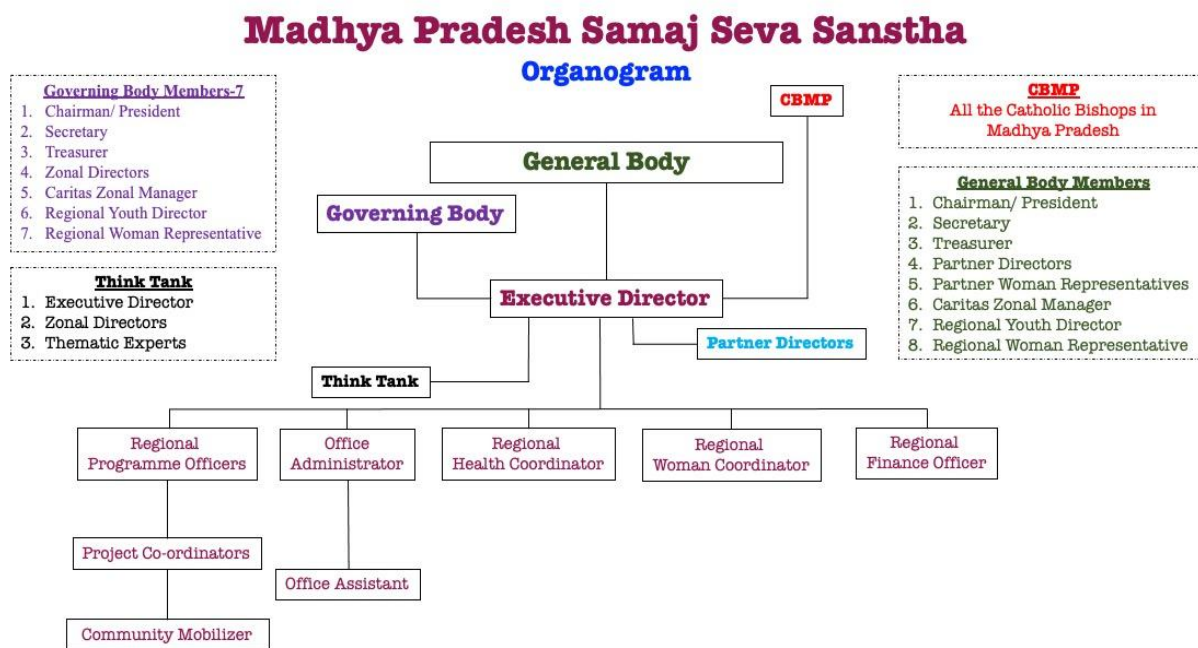 Madhya Pradesh Samaj Seva Sanstha
Organogram
Governing Body Members-7
1. Chairman/ President
2. Secretary
3. Treasurer
4. Zonal Directors
5. Caritas Zonal Manager
6. Regional Youth Director
7. Regional Woman Representative
Think Tank
1. Executive Director
2. Zonal Directors
3. Thematic Experts
CBMP
General Body
Governing Body
Executive Director
Partner Directors
Think Tank
CBMP
All the Catholic Bishops in
Madhya Pradesh
General Body Members
1. Chairman/ President
2. Secretary
3. Treasurer
4. Partner Directors
5. Partner Woman Representatives
6. Caritas Zonal Manager
7. Regional Youth Director
8. Regional Woman Representative
Regional
Programme Officers
Office
Administrator
Regional
Health Coordinator
Regional
Woman Coordinator
Regional
Finance Officer
Project Co-ordinators
Office Assistant
Community Mobilizer